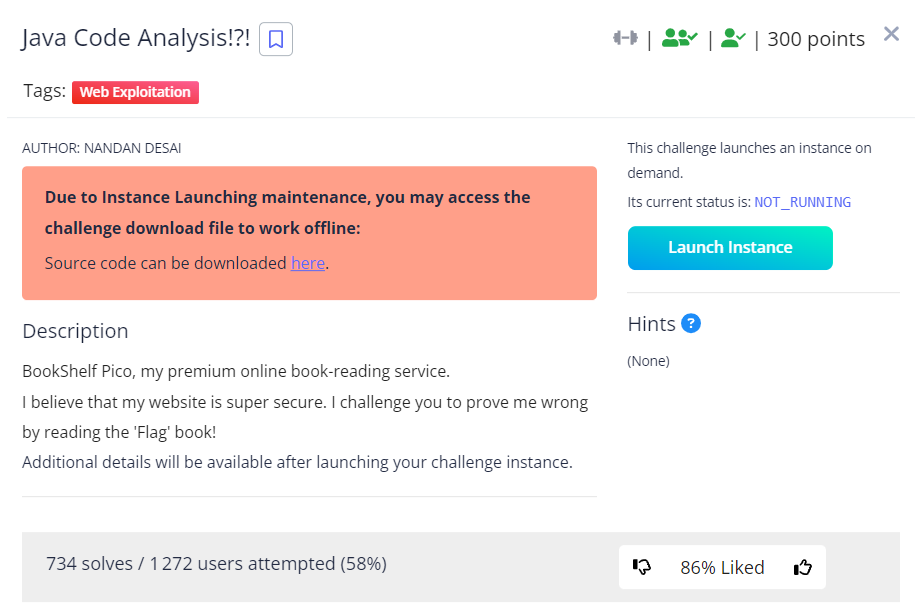 Java Code Analysis!?!
| | | 300 points
Tags: Web Exploitation
AUTHOR: NANDAN DESAI
Due to Instance Launching maintenance, you may access the
challenge download file to work offline:
Source code can be downloaded here.
Description
BookShelf Pico, my premium online book-reading service.
I believe that my website is super secure. I challenge you to prove me wrong
by reading the 'Flag' book!
Additional details will be available after launching your challenge instance.
This challenge launches an instance on
demand.
Its current status is: NOT_RUNNING
Launch Instance
Hints ?
(None)
734 solves / 1272 users attempted (58%)
86% Liked